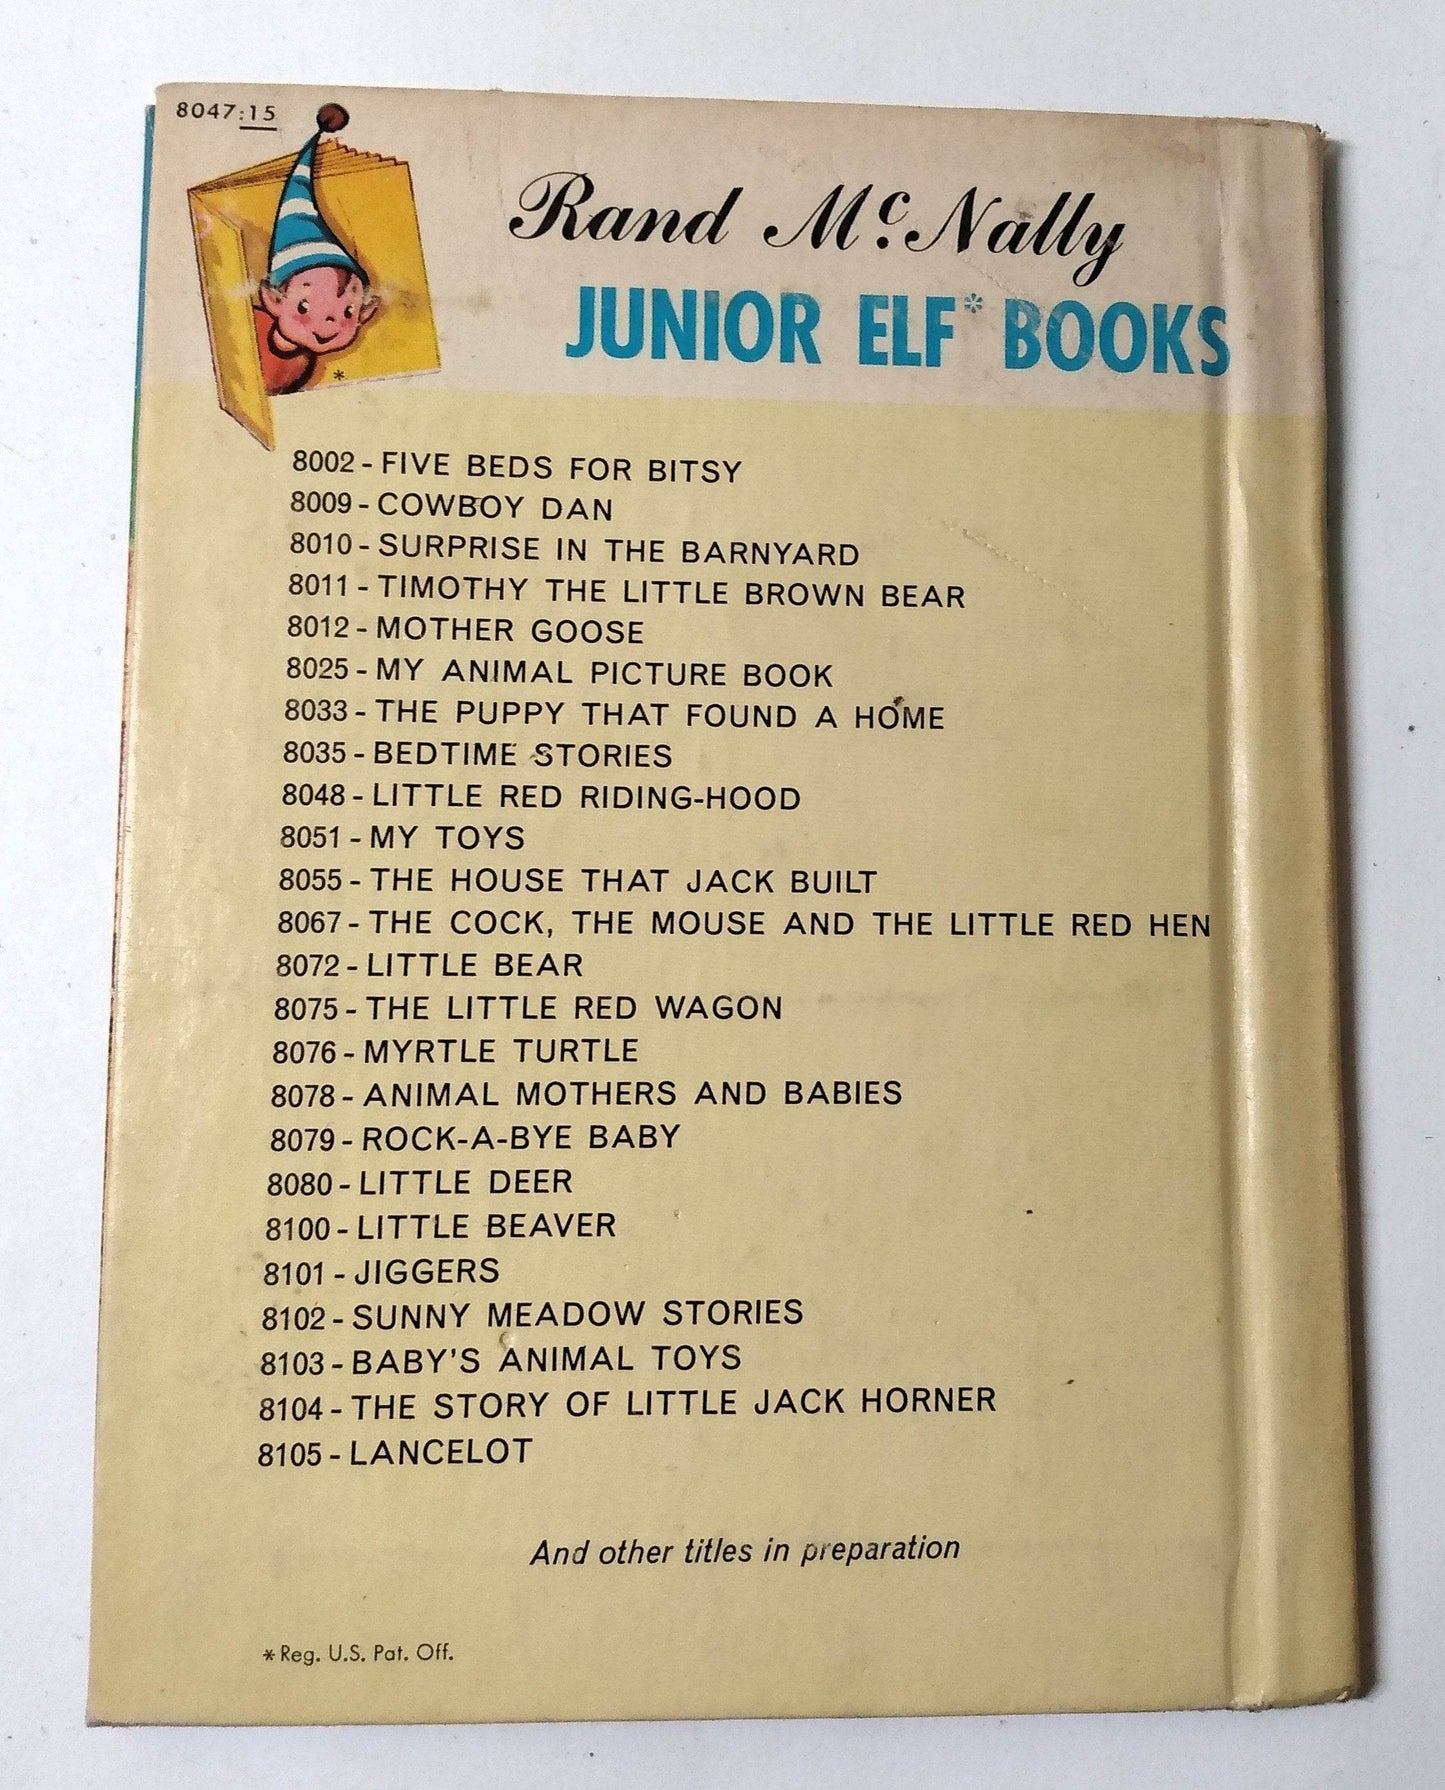 8047:15
Rand McNally
JUNIOR ELF* BOOKS
*
8002 - FIVE BEDS FOR BITSY
8009 - COWBOY DAN
8010 - SURPRISE IN THE BARNYARD
8011 - TIMOTHY THE LITTLE BROWN BEAR
8012 - MOTHER GOOSE
8025 - MY ANIMAL PICTURE BOOK
8033 - THE PUPPY THAT FOUND A HOME
8035 - BEDTIME STORIES
8048 - LITTLE RED RIDING-HOOD
8051 - MY TOYS
8055 - THE HOUSE THAT JACK BUILT
8067 - THE COCK, THE MOUSE AND THE LITTLE RED HEN
8072 - LITTLE BEAR
8075 - THE LITTLE RED WAGON
8076 - MYRTLE TURTLE
8078 - ANIMAL MOTHERS AND BABIES
8079 - ROCK-A-BYE BABY
8080 - LITTLE DEER
8100 - LITTLE BEAVER
8101 - JIGGERS
8102 - SUNNY MEADOW STORIES
8103 - BABY'S ANIMAL TOYS
8104 - THE STORY OF LITTLE JACK HORNER
8105 - LANCELOT
And other titles in preparation
* Reg. U.S. Pat. Off.